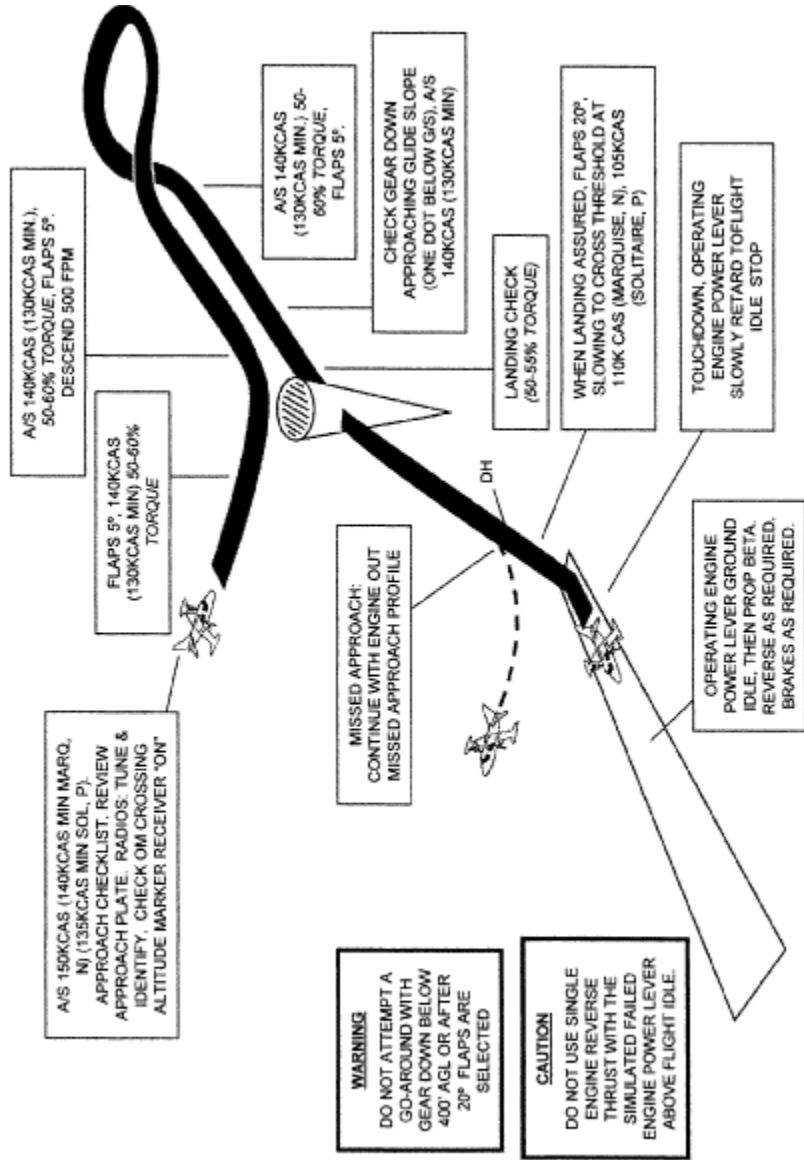 A/S 150KCAS (140KCAS MIN MARQ,
N) (135KCAS MIN SOL, P).
APPROACH CHECKLIST. REVIEW
APPROACH PLATE. RADIOS: TUNE &
IDENTIFY, CHECK OM CROSSING
ALTITUDE MARKER RECEIVER "ON"
FLAPS 5º, 140KCAS
(130KCAS MIN) 50-60%
TORQUE
A/S 140KCAS (130KCAS MIN.),
50-60% TORQUE, FLAPS 5º.
DESCEND 500 FPM
A/S 140KCAS
(130KCAS MIN.) 50-
60% TORQUE,
FLAPS 5º.
CHECK GEAR DOWN
APPROACHING GLIDE SLOPE
(ONE DOT BELOW G/S), A/S
140KCAS (130KCAS MIN)
LANDING CHECK
(50-55% TORQUE)
MISSED APPROACH:
CONTINUE WITH ENGINE OUT
MISSED APPROACH PROFILE
DH
WHEN LANDING ASSURED, FLAPS 20º,
SLOWING TO CROSS THRESHOLD AT
110K CAS (MARQUISE, N), 105KCAS
(SOLITAIRE, P)
TOUCHDOWN, OPERATING
ENGINE POWER LEVER
SLOWLY RETARD TOFLIGHT
IDLE STOP
OPERATING ENGINE
POWER LEVER GROUND
IDLE, THEN PROP BETA.
REVERSE AS REQUIRED.
BRAKES AS REQUIRED.
WARNING
DO NOT ATTEMPT A
GO-AROUND WITH
GEAR DOWN BELOW
400' AGL OR AFTER
20º FLAPS ARE
SELECTED
CAUTION
DO NOT USE SINGLE
ENGINE REVERSE
THRUST WITH THE
SIMULATED FAILED
ENGINE POWER LEVER
ABOVE FLIGHT IDLE.